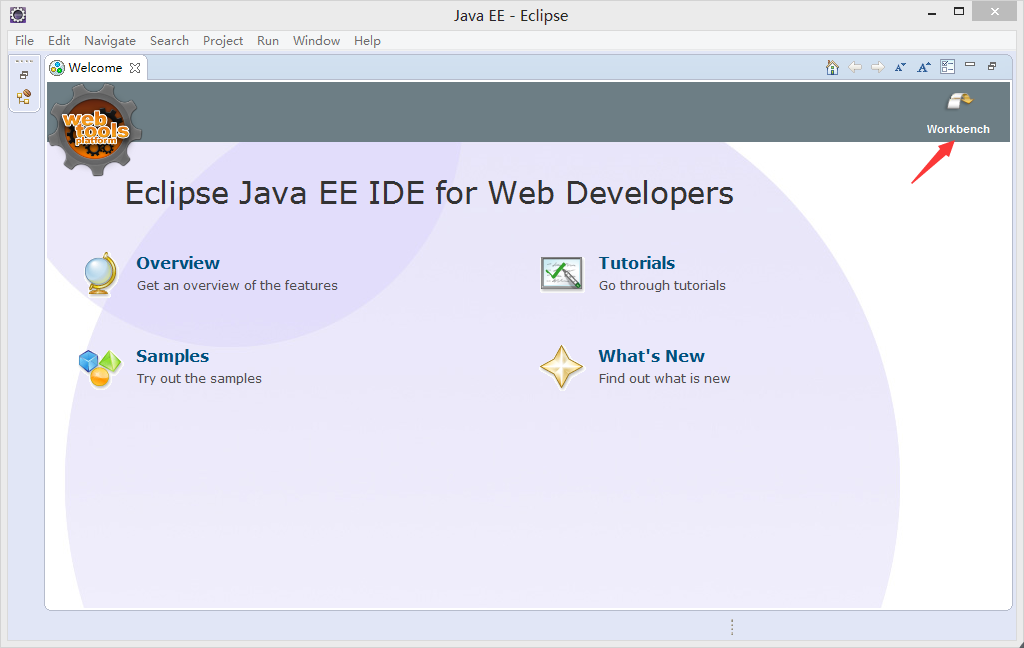 Java EE - Eclipse
File Edit Navigate Search Project Run Window Help
Welcome
web
tools
platform
Workbench
Eclipse Java EE IDE for Web Developers
Overview
Get an overview of the features
Tutorials
Go through tutorials
Samples
Try out the samples
What's New
Find out what is new